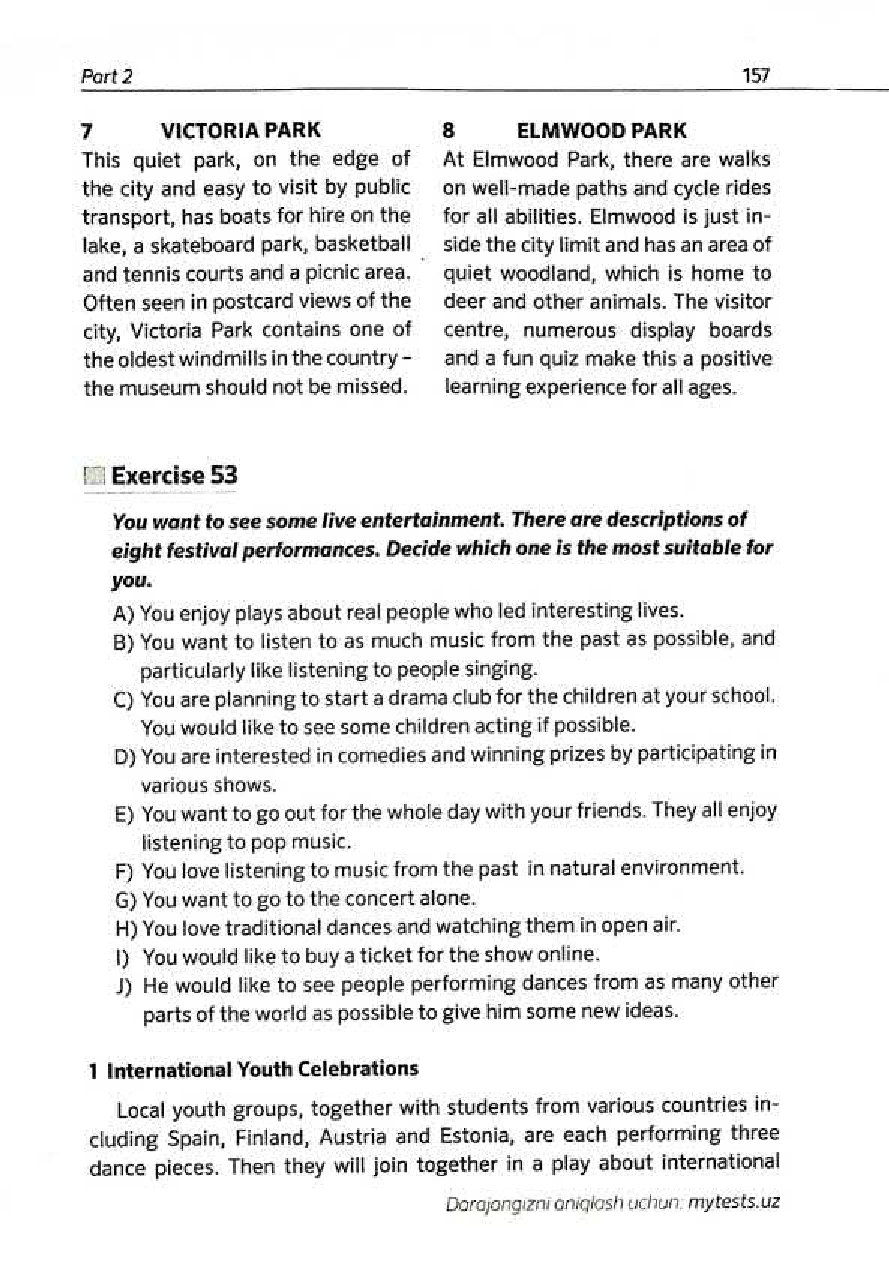 Part 2
157
7 VICTORIA PARK
This quiet park, on the edge of
the city and easy to visit by public
transport, has boats for hire on the
lake, a skateboard park, basketball
and tennis courts and a picnic area.
Often seen in postcard views of the
city, Victoria Park contains one of
the oldest windmills in the country –
the museum should not be missed.
8 ELMWOOD PARK
At Elmwood Park, there are walks
on well-made paths and cycle rides
for all abilities. Elmwood is just in-
side the city limit and has an area of
quiet woodland, which is home to
deer and other animals. The visitor
centre, numerous display boards
and a fun quiz make this a positive
learning experience for all ages.
Exercise 53
You want to see some live entertainment. There are descriptions of
eight festival performances. Decide which one is the most suitable for
you.
A) You enjoy plays about real people who led interesting lives.
B) You want to listen to as much music from the past as possible, and
particularly like listening to people singing.
C) You are planning to start a drama club for the children at your school.
You would like to see some children acting if possible.
D) You are interested in comedies and winning prizes by participating in
various shows.
E) You want to go out for the whole day with your friends. They all enjoy
listening to pop music.
F) You love listening to music from the past in natural environment.
G) You want to go to the concert alone.
H) You love traditional dances and watching them in open air.
I) You would like to buy a ticket for the show online.
J) He would like to see people performing dances from as many other
parts of the world as possible to give him some new ideas.
1 International Youth Celebrations
Local youth groups, together with students from various countries in-
cluding Spain, Finland, Austria and Estonia, are each performing three
dance pieces. Then they will join together in a play about international
Darajangizni aniqlash uchun: mytests.uz